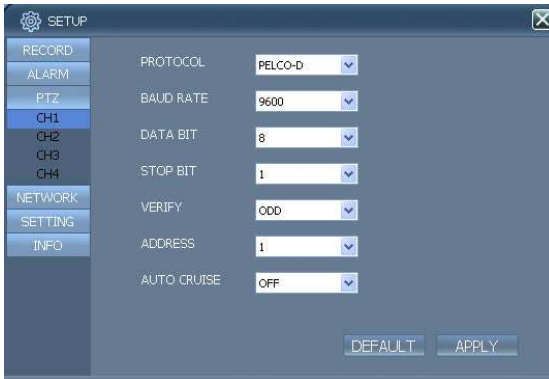 SETUP
RECORD
ALARM
PTZ
CH1
CH2
CH3
CH4
NETWORK
SETTING
INFO
PROTOCOL PELCO-D
BAUD RATE 9600
DATA BIT 8
STOP BIT 1
VERIFY ODD
ADDRESS 1
AUTO CRUISE OFF
DEFAULT APPLY